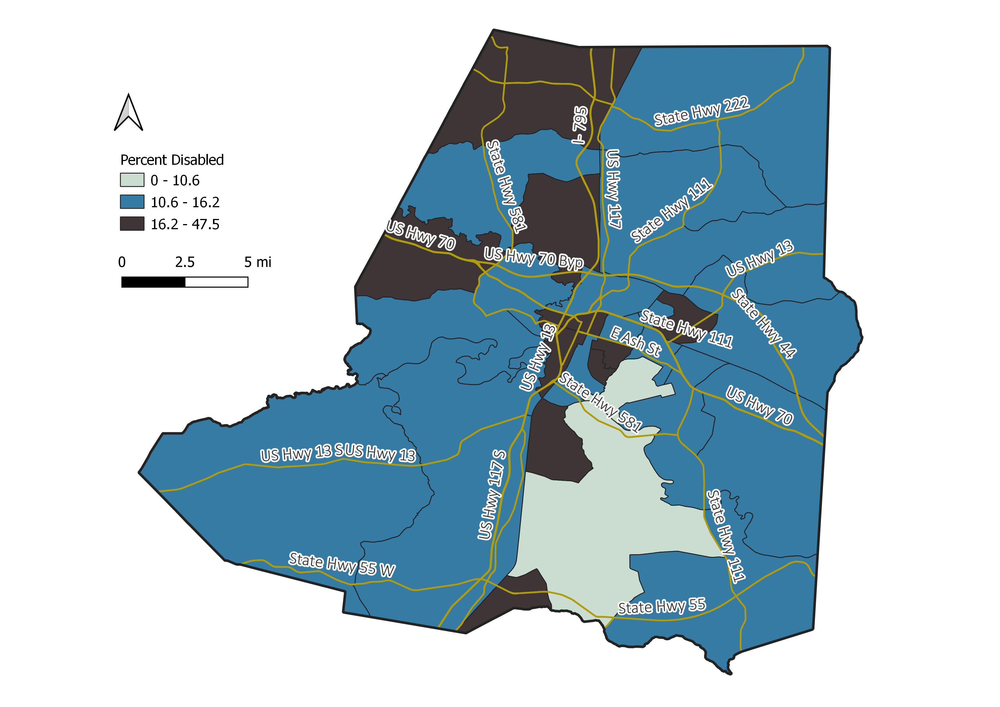 State Hwy 222
I- 795
State Hwy 581
US Hwy 117
Percent Disabled
0 - 10.6
State Hwy 111
10.6 - 16.2
16.2 - 47.5
US Hwy 70
US Hwy 70 Byp
US Hwy 13
0 2.5 5 mi
State Hwy 44
State Hwy 111
E Ash St
US Hwy 13
State Hwy 581
US Hwy 70
US Hwy 13 SUS Hwy 13
US Hwy 117 S
State Hwy 111
State Hwy 55 W
State Hwy 55